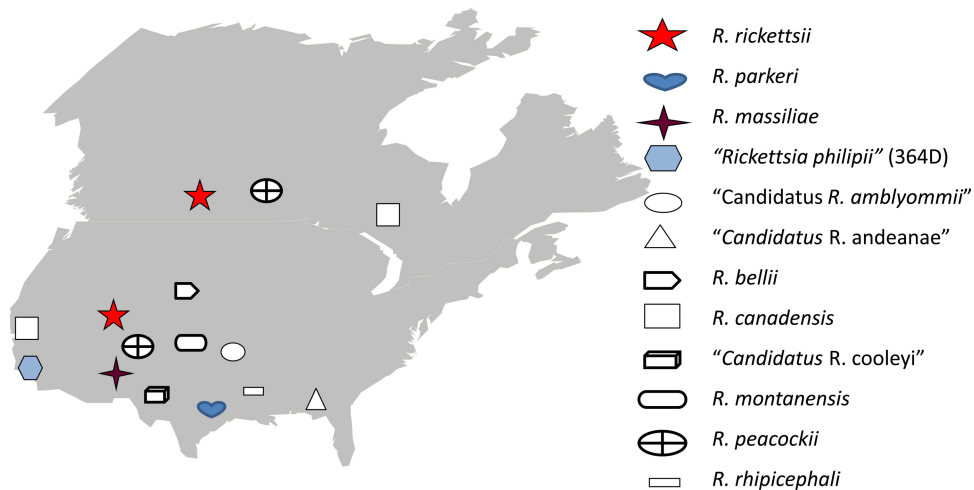 R. rickettsii
R. parkeri
R. massiliae
“Rickettsia philipii” (364D)
“Candidatus R. amblyommii”
“Candidatus R. andeanae”
R. bellii
R. canadensis
“Candidatus R. cooleyi”
R. montanensis
R. peacockii
R. rhipicephali